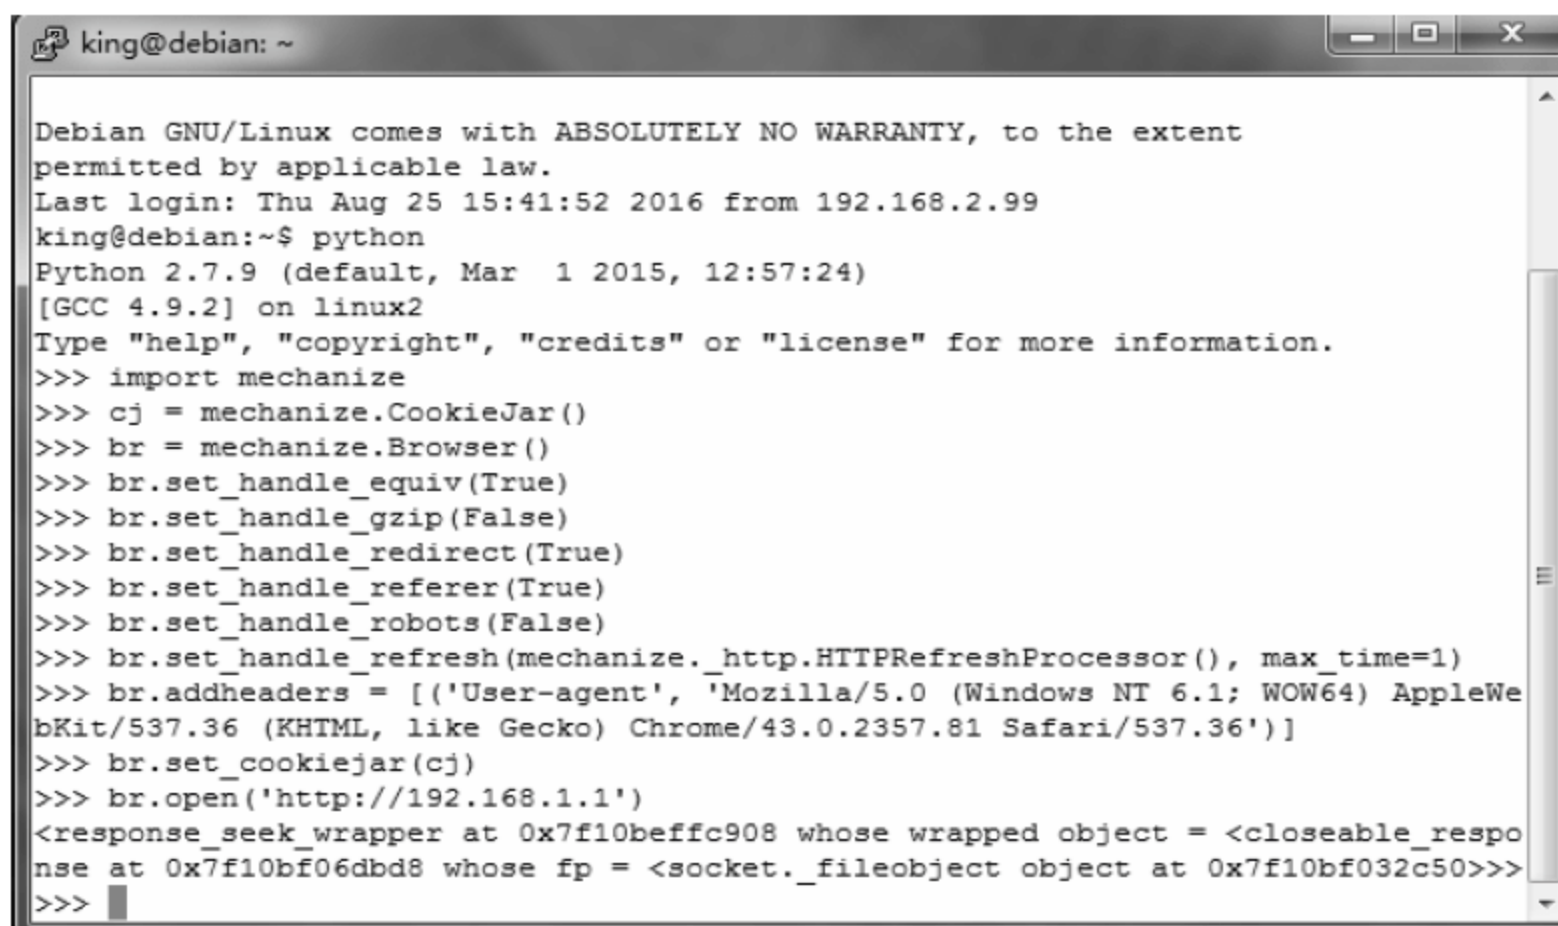 king@debian: ~
Debian GNU/Linux comes with ABSOLUTELY NO WARRANTY, to the extent
permitted by applicable law.
Last login: Thu Aug 25 15:41:52 2016 from 192.168.2.99
king@debian:~$ python
Python 2.7.9 (default, Mar  1 2015, 12:57:24)
[GCC 4.9.2] on linux2
Type "help", "copyright", "credits" or "license" for more information.
>>> import mechanize
>>> cj = mechanize.CookieJar()
>>> br = mechanize.Browser()
>>> br.set_handle_equiv(True)
>>> br.set_handle_gzip(False)
>>> br.set_handle_redirect(True)
>>> br.set_handle_referer(True)
>>> br.set_handle_robots(False)
>>> br.set_handle_refresh(mechanize._http.HTTPRefreshProcessor(), max_time=1)
>>> br.addheaders = [('User-agent', 'Mozilla/5.0 (Windows NT 6.1; WOW64) AppleWe
bKit/537.36 (KHTML, like Gecko) Chrome/43.0.2357.81 Safari/537.36')]
>>> br.set_cookiejar(cj)
>>> br.open('http://192.168.1.1')
<response_seek_wrapper at 0x7f10beffc908 whose wrapped object = <closeable_respo
nse at 0x7f10bf06dbd8 whose fp = <socket._fileobject object at 0x7f10bf032c50>>>
>>>